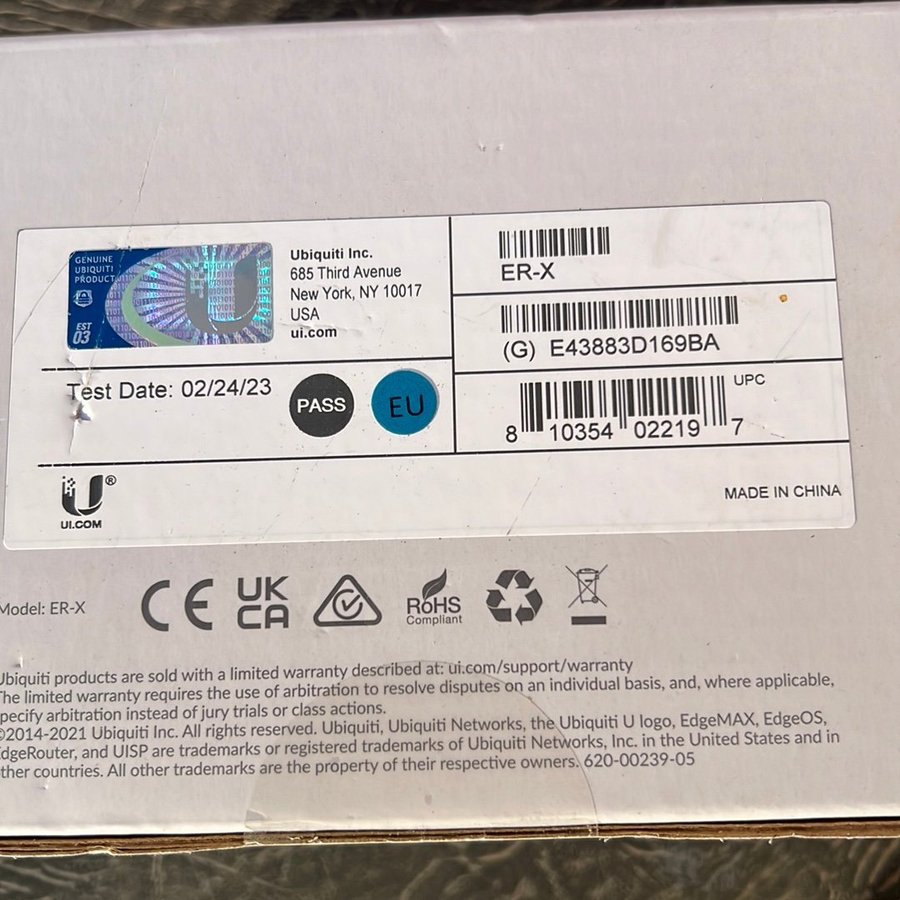 GENUINE
UBIQUITI
PRODUCT
EST
03
Ubiquiti Inc.
685 Third Avenue
New York, NY 10017
USA
ui.com
ER-X
(G) E43883D169BA
Test Date: 02/24/23
PASS
EU
UPC
8 10354 02219 7
U®
UI.COM
MADE IN CHINA
Model: ER-X
CE
UK
CA
RoHS
Compliant
Ubiquiti products are sold with a limited warranty described at: ui.com/support/warranty
The limited warranty requires the use of arbitration to resolve disputes on an individual basis, and, where applicable,
specify arbitration instead of jury trials or class actions.
©2014-2021 Ubiquiti Inc. All rights reserved. Ubiquiti, Ubiquiti Networks, the Ubiquiti U logo, EdgeMAX, EdgeOS,
EdgeRouter, and UISP are trademarks or registered trademarks of Ubiquiti Networks, Inc. in the United States and in
other countries. All other trademarks are the property of their respective owners. 620-00239-05